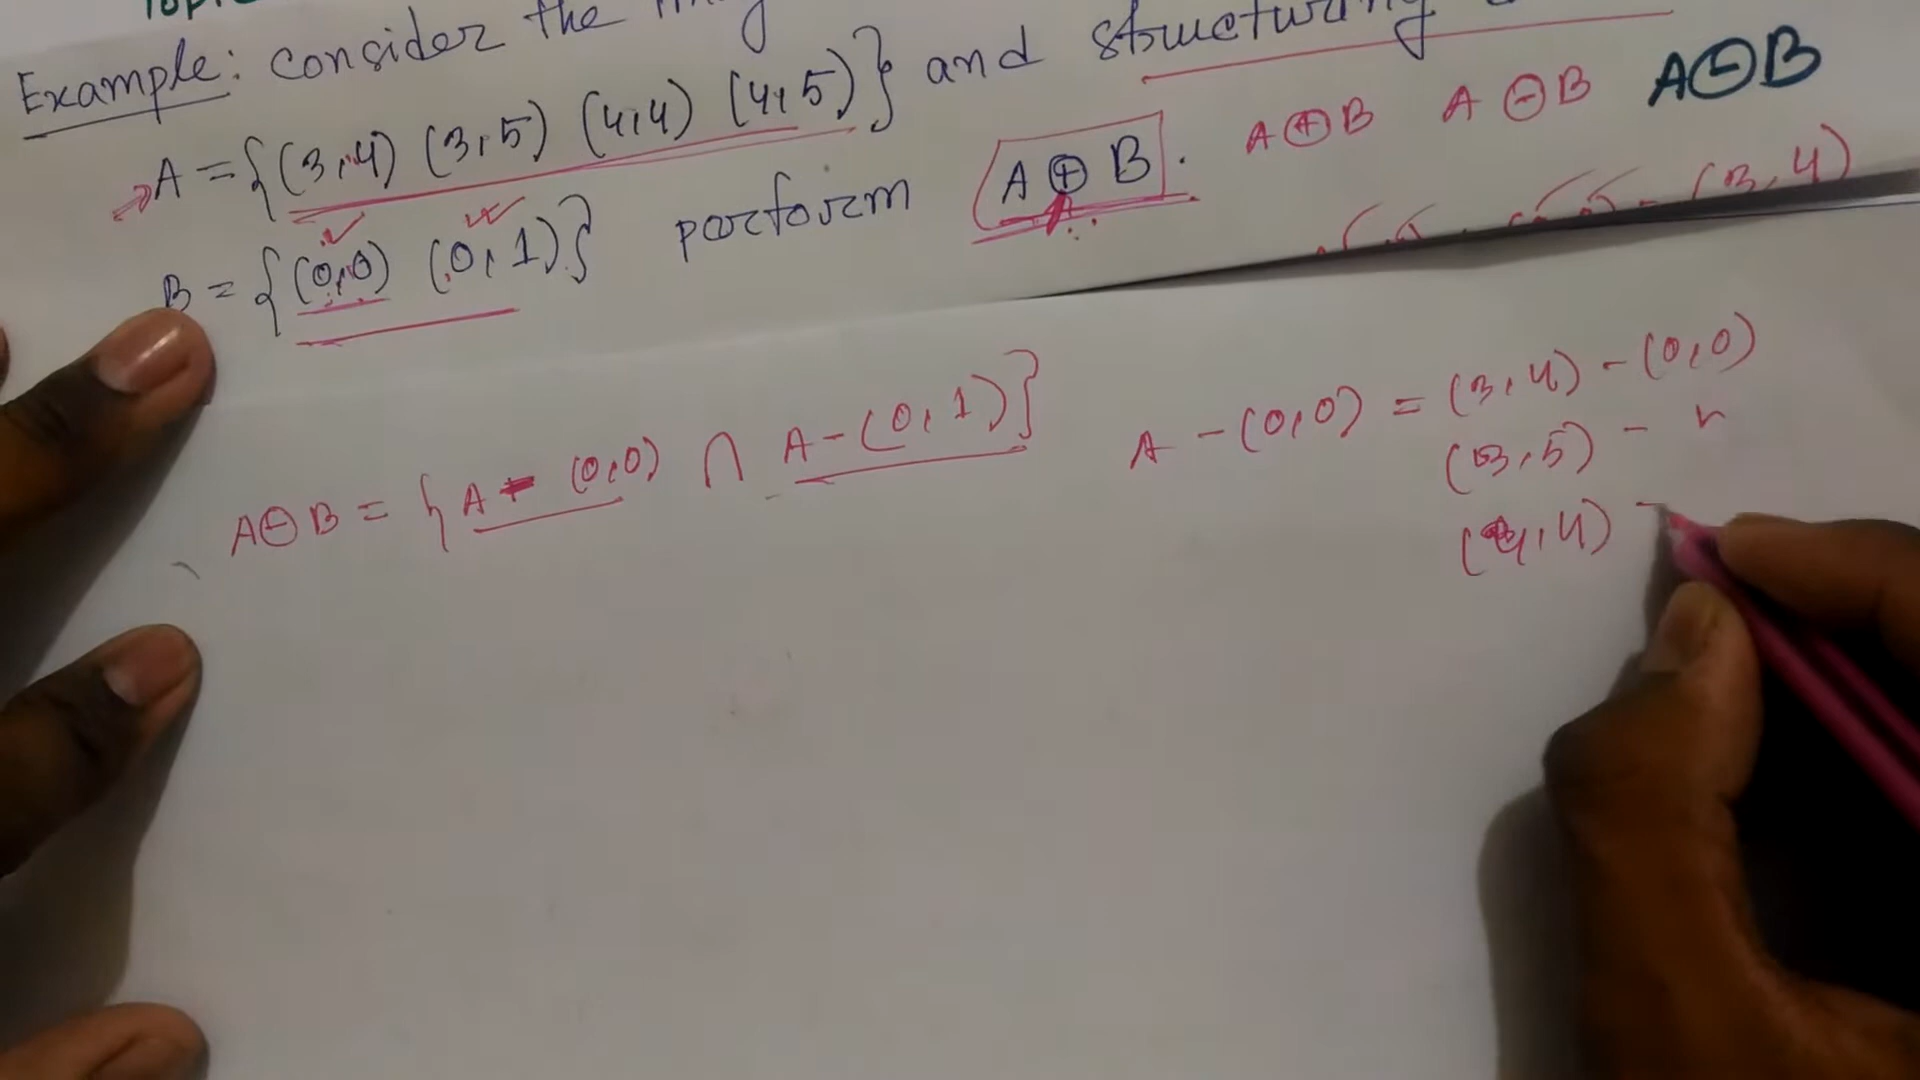 Topic
Example: Consider the and structuring
A = {(3,4) (3,5) (4,4) (4,5)}
B = {(0,0) (0,1)} perform A ⊕ B .
A ⊕ B A ⊖ B A ⊖ B
- (3,4)
A ⊖ B = { A - (0,0) ∩ A - (0,1) }
A - (0,0) = (3,4) - (0,0)
(3,5) - "
(4,4) -